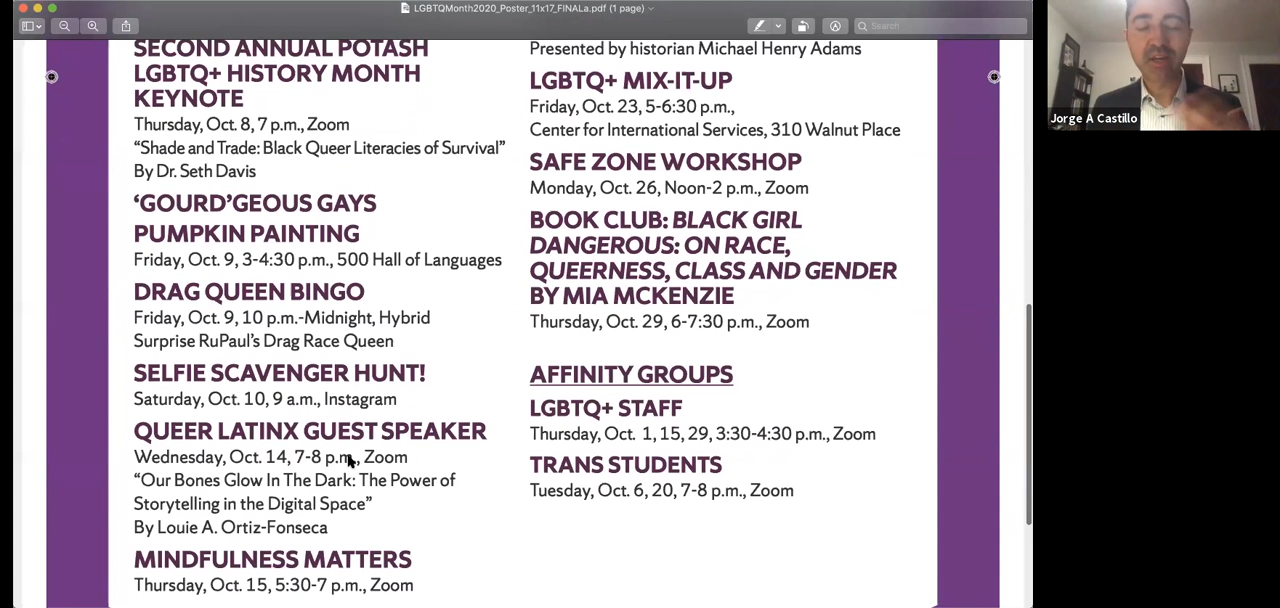 LGBTQMonth2020_Poster_11x17_FINALa.pdf (1 page)
Search
SECOND ANNUAL POTASH
LGBTQ+ HISTORY MONTH
KEYNOTE
Thursday, Oct. 8, 7 p.m., Zoom
“Shade and Trade: Black Queer Literacies of Survival”
By Dr. Seth Davis
‘GOURD’GEOUS GAYS
PUMPKIN PAINTING
Friday, Oct. 9, 3-4:30 p.m., 500 Hall of Languages
DRAG QUEEN BINGO
Friday, Oct. 9, 10 p.m.-Midnight, Hybrid
Surprise RuPaul’s Drag Race Queen
SELFIE SCAVENGER HUNT!
Saturday, Oct. 10, 9 a.m., Instagram
QUEER LATINX GUEST SPEAKER
Wednesday, Oct. 14, 7-8 p.m., Zoom
“Our Bones Glow In The Dark: The Power of
Storytelling in the Digital Space”
By Louie A. Ortiz-Fonseca
MINDFULNESS MATTERS
Thursday, Oct. 15, 5:30-7 p.m., Zoom
Presented by historian Michael Henry Adams
LGBTQ+ MIX-IT-UP
Friday, Oct. 23, 5-6:30 p.m.,
Center for International Services, 310 Walnut Place
SAFE ZONE WORKSHOP
Monday, Oct. 26, Noon-2 p.m., Zoom
BOOK CLUB: BLACK GIRL
DANGEROUS: ON RACE,
QUEERNESS, CLASS AND GENDER
BY MIA MCKENZIE
Thursday, Oct. 29, 6-7:30 p.m., Zoom
AFFINITY GROUPS
LGBTQ+ STAFF
Thursday, Oct. 1, 15, 29, 3:30-4:30 p.m., Zoom
TRANS STUDENTS
Tuesday, Oct. 6, 20, 7-8 p.m., Zoom
Jorge A Castillo